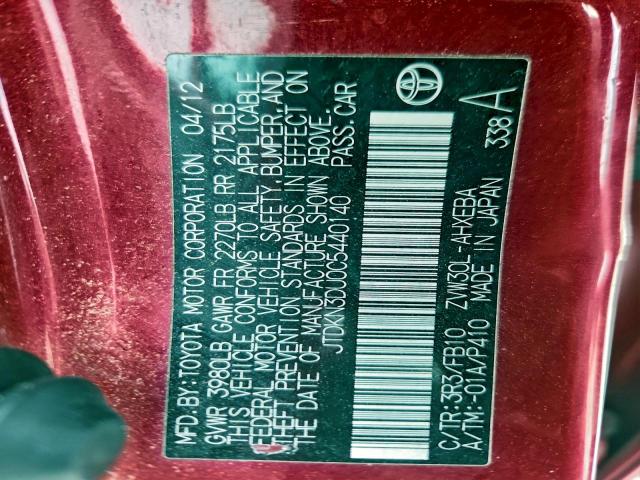 MFD. BY: TOYOTA MOTOR CORPORATION 04/12
GVWR 3980LB GAWR FR 2270LB RR 2175LB
THIS VEHICLE CONFORMS TO ALL APPLICABLE
FEDERAL MOTOR VEHICLE SAFETY, BUMPER, AND
THEFT PREVENTION STANDARDS IN EFFECT ON
THE DATE OF MANUFACTURE SHOWN ABOVE.
JTDKN3DU0C5440140 PASS. CAR
C/TR: 3R3/FB10 ZVW30L-AHXEBA
A/TM: -01A/P410 MADE IN JAPAN 338 A